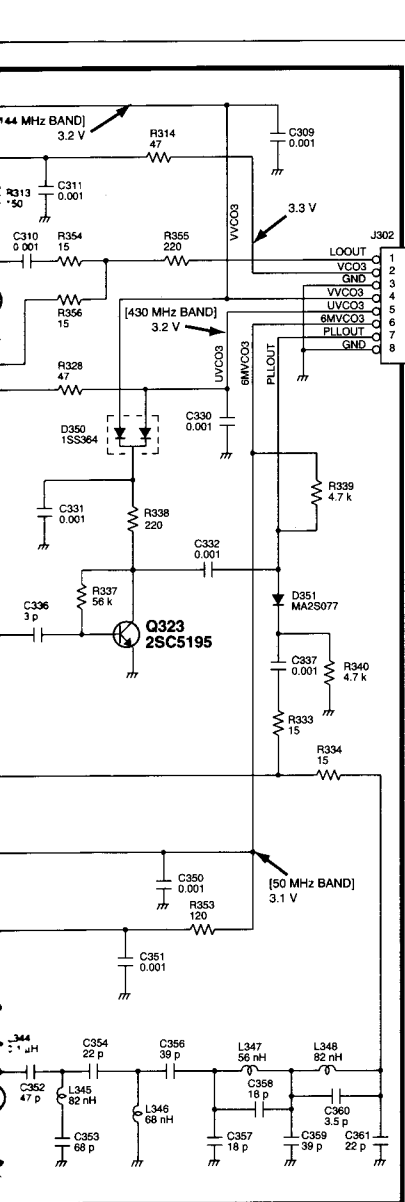 44 MHz BAND]
3.2 V
R314
47
C309
0.001
R313
150
C311
0.001
VVCO3
3.3 V
C310
0.001
R354
15
R355
220
J302
LOOUT
1
VCO3
2
GND
3
VVCO3
4
UVCO3
5
6MVCO3
6
PLLOUT
7
GND
8
R356
15
[430 MHz BAND]
3.2 V
UVCO3
6MVCO3
PLLOUT
R328
47
D350
1SS364
C330
0.001
R339
4.7 k
C331
0.001
R338
220
C332
0.001
R337
56 k
C336
3 p
Q323
2SC5195
D351
MA2S077
C337
0.001
R340
4.7 k
R333
15
R334
15
C350
0.001
[50 MHz BAND]
3.1 V
R353
120
C351
0.001
C352
47 p
C354
22 p
L345
82 nH
C353
68 p
C356
39 p
L346
68 nH
L347
56 nH
C358
18 p
C357
18 p
L348
82 nH
C360
3.5 p
C359
39 p
C361
22 p